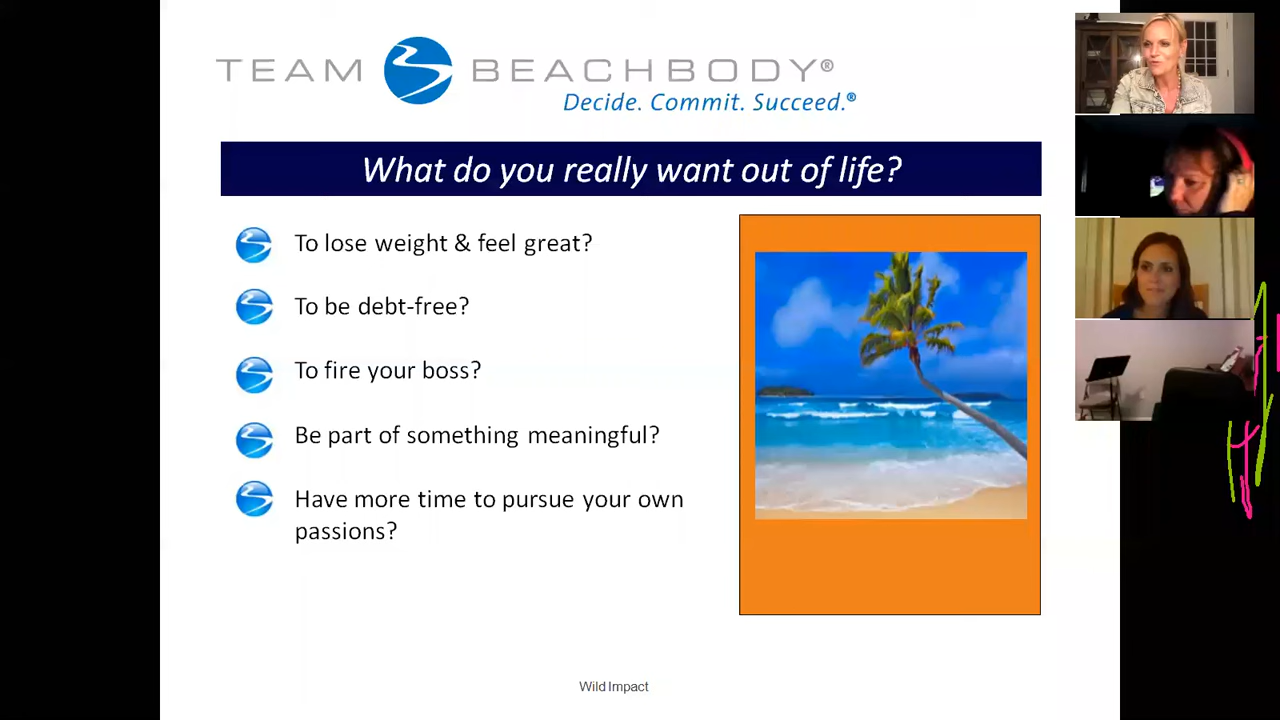 TEAM BEACHBODY®
Decide. Commit. Succeed.®
What do you really want out of life?
To lose weight & feel great?
To be debt-free?
To fire your boss?
Be part of something meaningful?
Have more time to pursue your own
passions?
Wild Impact